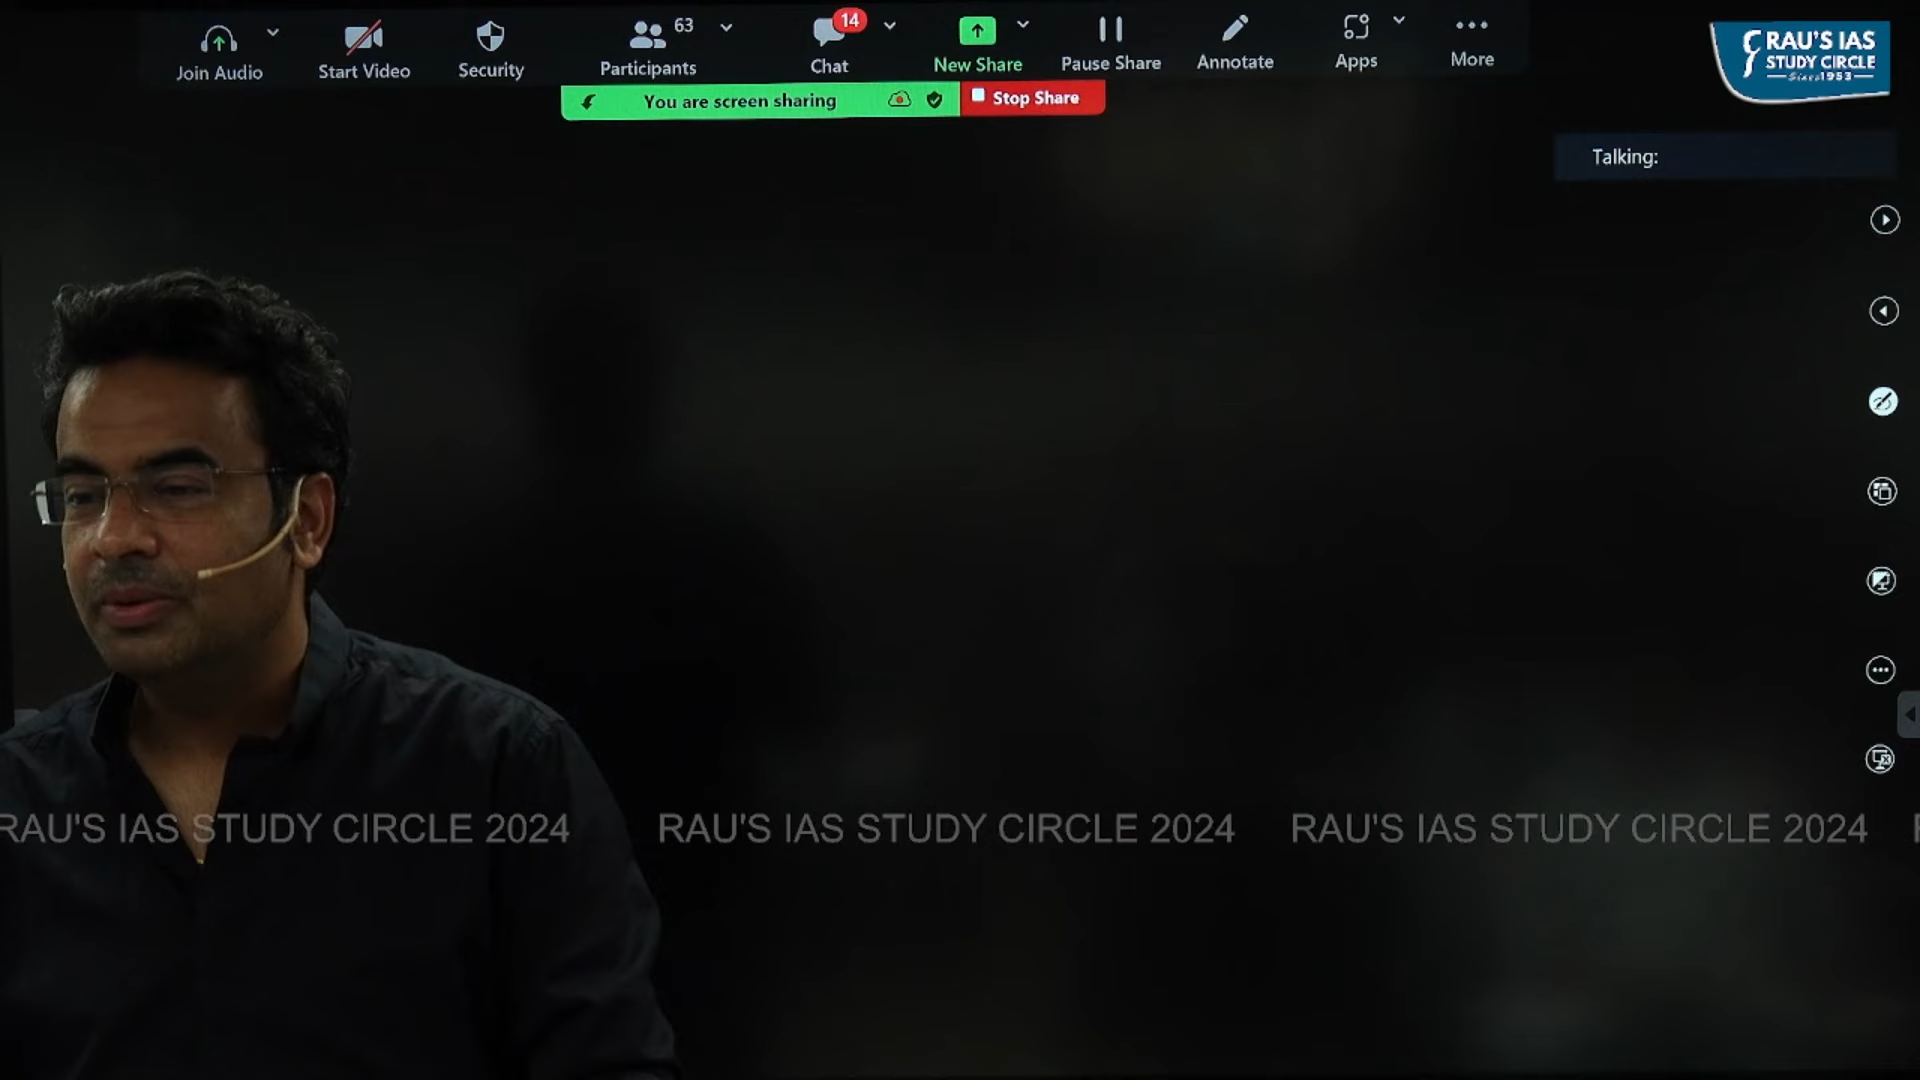 Join Audio
Start Video
Security
Participants
63
Chat
14
New Share
Pause Share
Annotate
Apps
More
You are screen sharing
Stop Share
RAU'S IAS
STUDY CIRCLE
Since 1953
Talking:
RAU'S IAS STUDY CIRCLE 2024 RAU'S IAS STUDY CIRCLE 2024 RAU'S IAS STUDY CIRCLE 2024